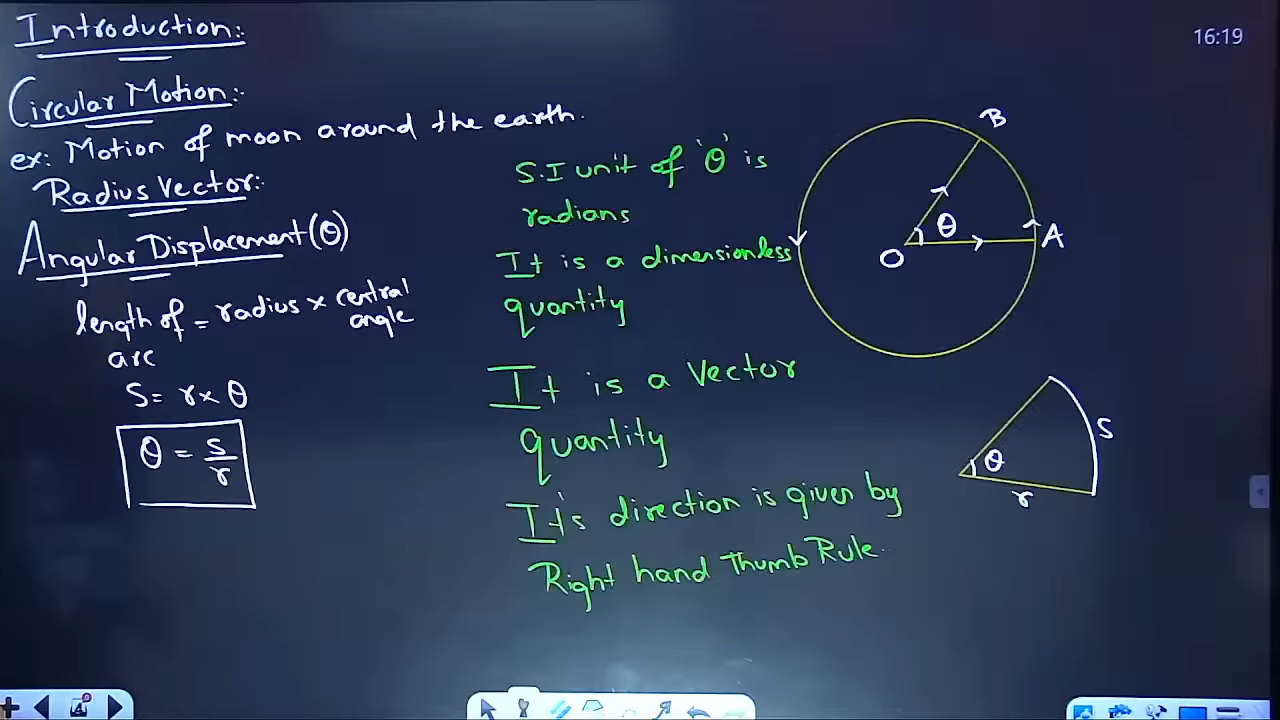 Introduction:
16:19
Circular Motion:
ex: Motion of moon around the earth.
Radius Vector:
Angular Displacement (θ)
length of = radius × central
angle
arc
S = r × θ
θ = s/r
S.I unit of 'θ' is
radians
It is a dimensionless
quantity
It is a vector
quantity
It's direction is given by
Right hand Thumb Rule.
B
θ
A
O
S
θ
r